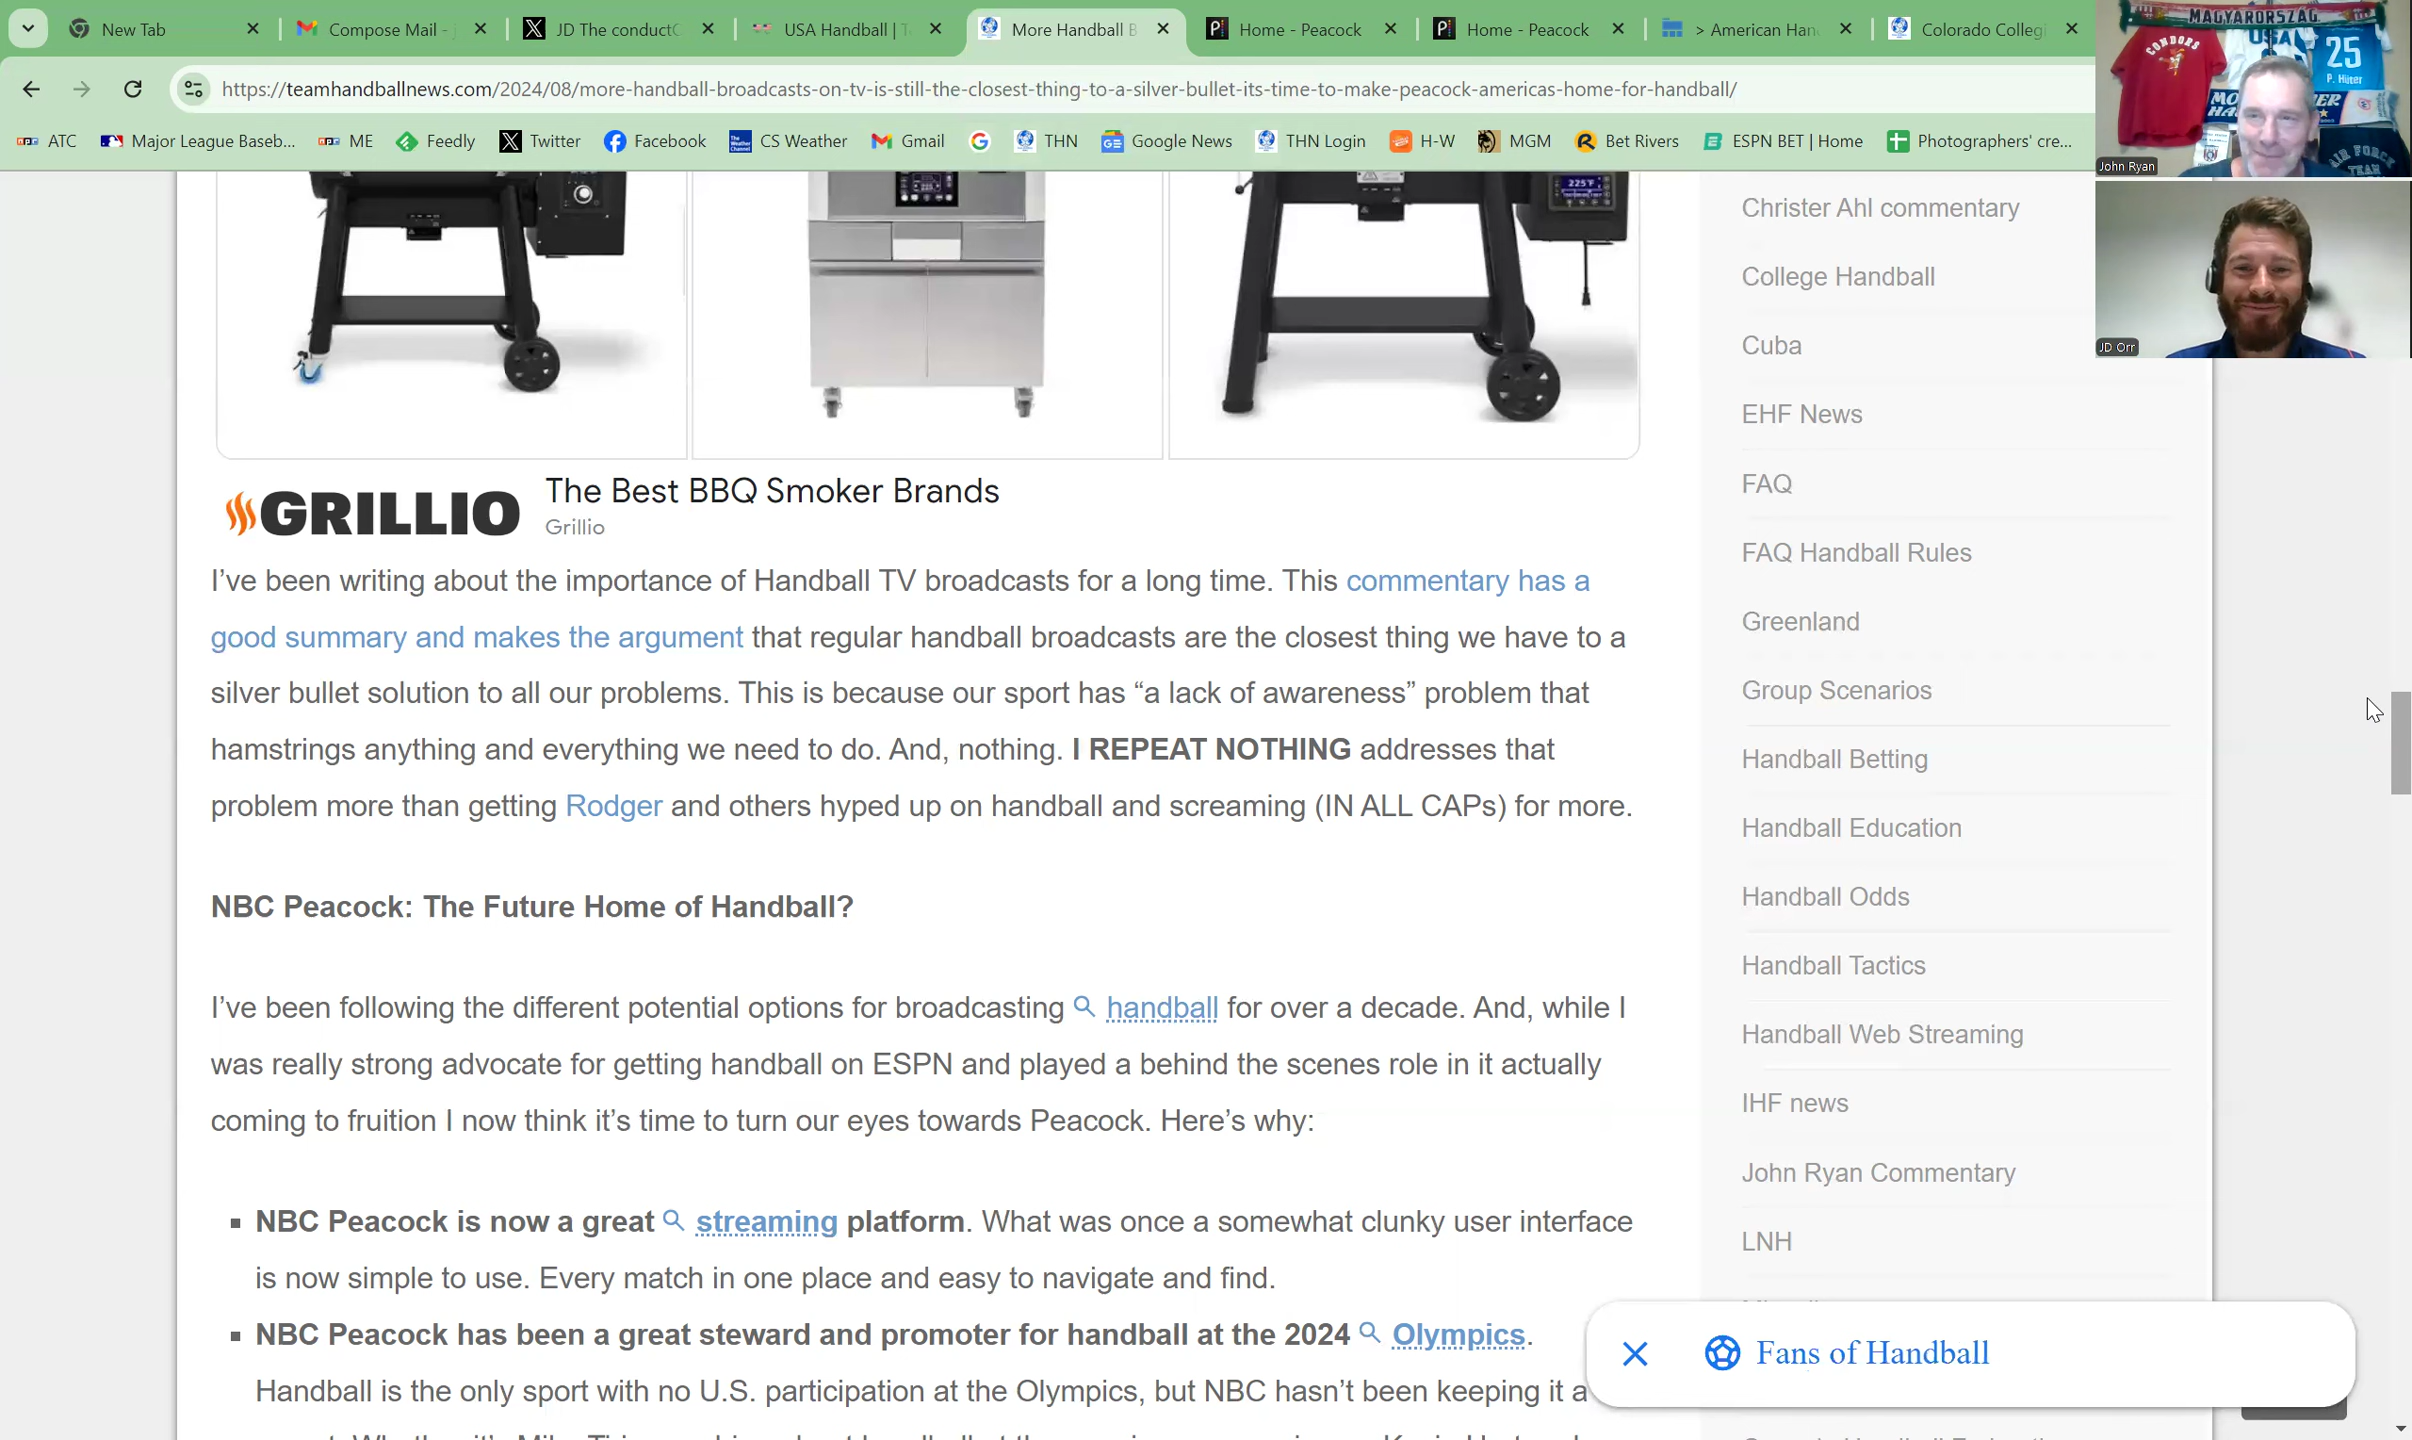 New Tab
Compose Mail -
JD The conduct
USA Handball |
More Handball B
Home - Peacock
Home - Peacock
> American Han
Colorado Colleg
https://teamhandballnews.com/2024/08/more-handball-broadcasts-on-tv-is-still-the-closest-thing-to-a-silver-bullet-its-time-to-make-peacock-americas-home-for-handball/
ATC
Major League Baseb...
ME
Feedly
Twitter
Facebook
CS Weather
Gmail
THN
Google News
THN Login
H-W
MGM
Bet Rivers
ESPN BET | Home
Photographers' cre...
MAGYARORSZÁG
CONDORS
USA
25
P. Hüter
AIR FORCE
TEAM
John Ryan
JD Orr
225°F
GRILLIO
The Best BBQ Smoker Brands
Grillio
I’ve been writing about the importance of Handball TV broadcasts for a long time. This commentary has a
good summary and makes the argument that regular handball broadcasts are the closest thing we have to a
silver bullet solution to all our problems. This is because our sport has “a lack of awareness” problem that
hamstrings anything and everything we need to do. And, nothing. I REPEAT NOTHING addresses that
problem more than getting Rodger and others hyped up on handball and screaming (IN ALL CAPs) for more.
NBC Peacock: The Future Home of Handball?
I’ve been following the different potential options for broadcasting handball for over a decade. And, while I
was really strong advocate for getting handball on ESPN and played a behind the scenes role in it actually
coming to fruition I now think it’s time to turn our eyes towards Peacock. Here’s why:
NBC Peacock is now a great streaming platform. What was once a somewhat clunky user interface
is now simple to use. Every match in one place and easy to navigate and find.
NBC Peacock has been a great steward and promoter for handball at the 2024 Olympics.
Handball is the only sport with no U.S. participation at the Olympics, but NBC hasn’t been keeping it a
Christer Ahl commentary
College Handball
Cuba
EHF News
FAQ
FAQ Handball Rules
Greenland
Group Scenarios
Handball Betting
Handball Education
Handball Odds
Handball Tactics
Handball Web Streaming
IHF news
John Ryan Commentary
LNH
Fans of Handball